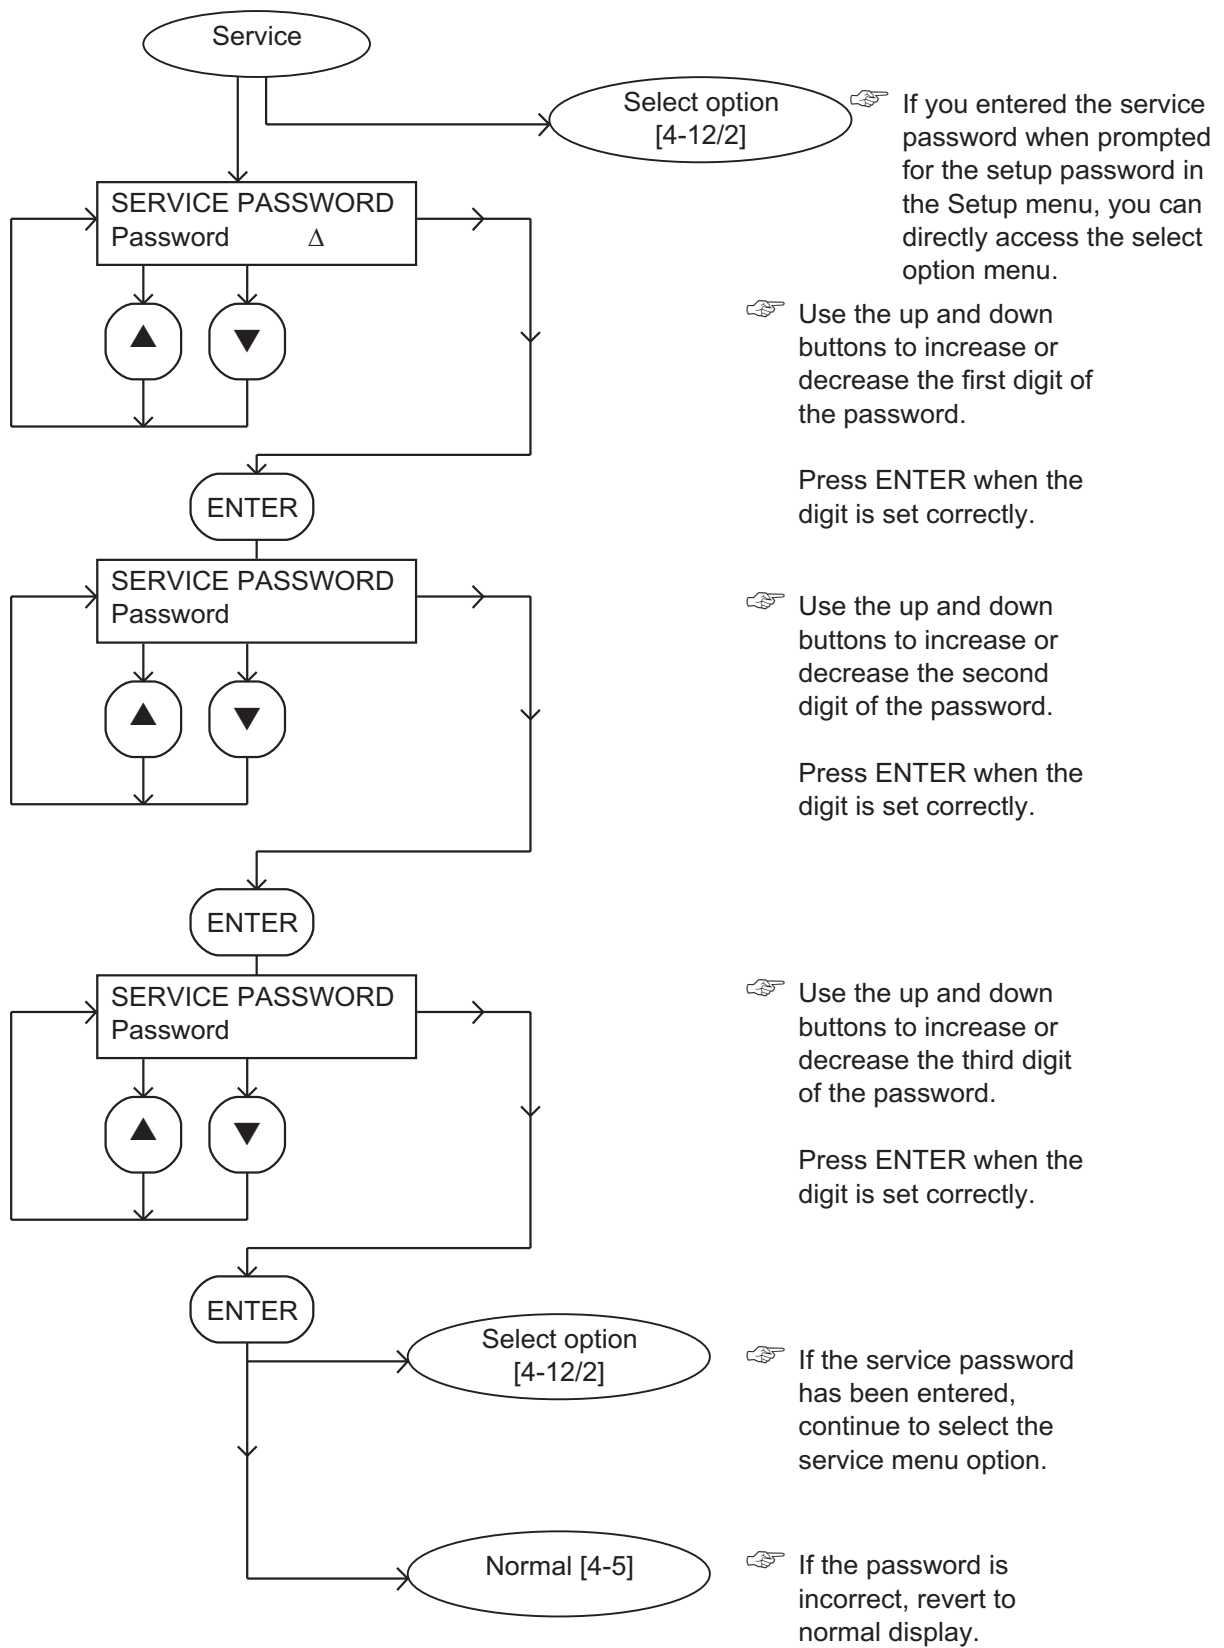 Service
Select option
[4-12/2]
☞ If you entered the service
password when prompted
for the setup password in
the Setup menu, you can
directly access the select
option menu.
SERVICE PASSWORD
Password Δ
▲ ▼
☞ Use the up and down
buttons to increase or
decrease the first digit of
the password.
Press ENTER when the
digit is set correctly.
ENTER
SERVICE PASSWORD
Password
▲ ▼
☞ Use the up and down
buttons to increase or
decrease the second
digit of the password.
Press ENTER when the
digit is set correctly.
ENTER
SERVICE PASSWORD
Password
▲ ▼
☞ Use the up and down
buttons to increase or
decrease the third digit
of the password.
Press ENTER when the
digit is set correctly.
ENTER
Select option
[4-12/2]
☞ If the service password
has been entered,
continue to select the
service menu option.
Normal [4-5]
☞ If the password is
incorrect, revert to
normal display.